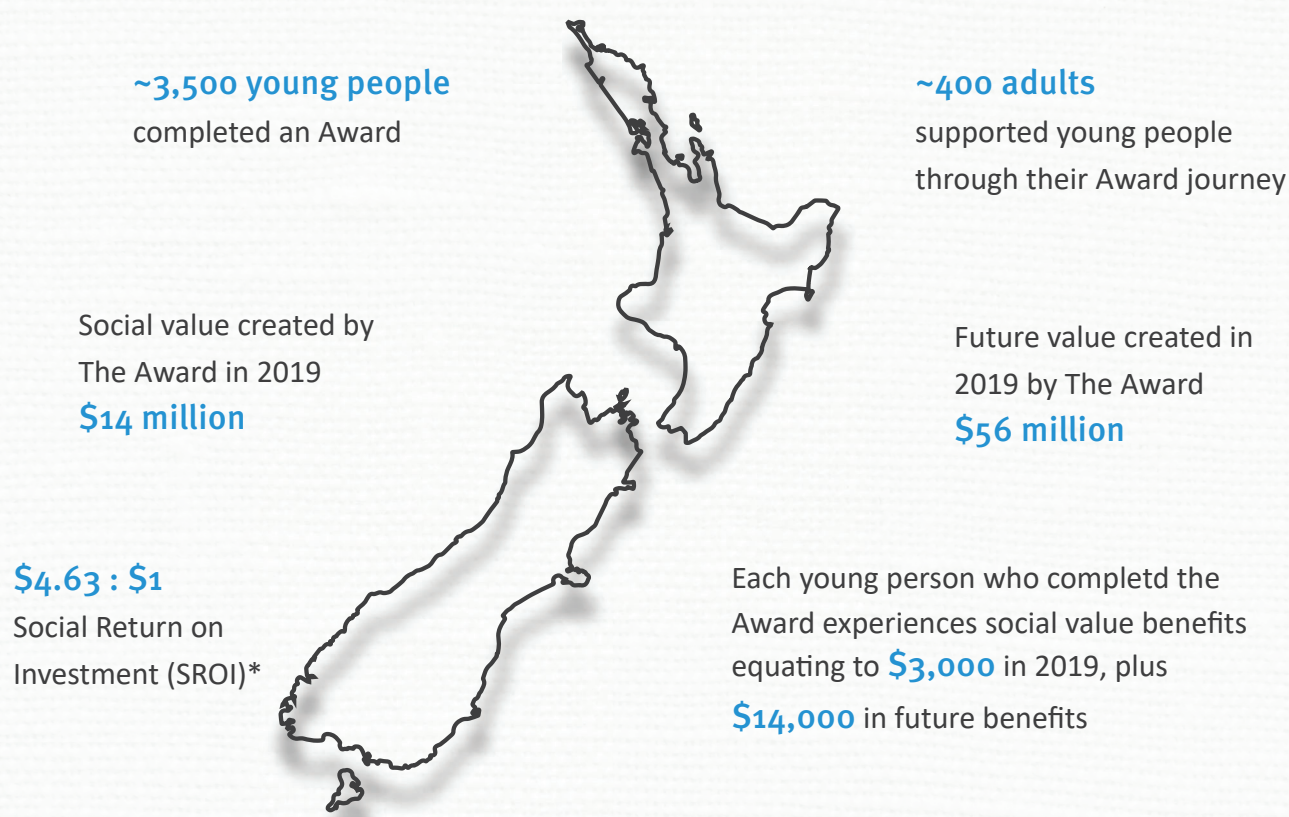 ~3,500 young people
completed an Award
~400 adults
supported young people
through their Award journey
Social value created by
The Award in 2019
$14 million
Future value created in
2019 by The Award
$56 million
$4.63 : $1
Social Return on
Investment (SROI)*
Each young person who completd the
Award experiences social value benefits
equating to $3,000 in 2019, plus
$14,000 in future benefits